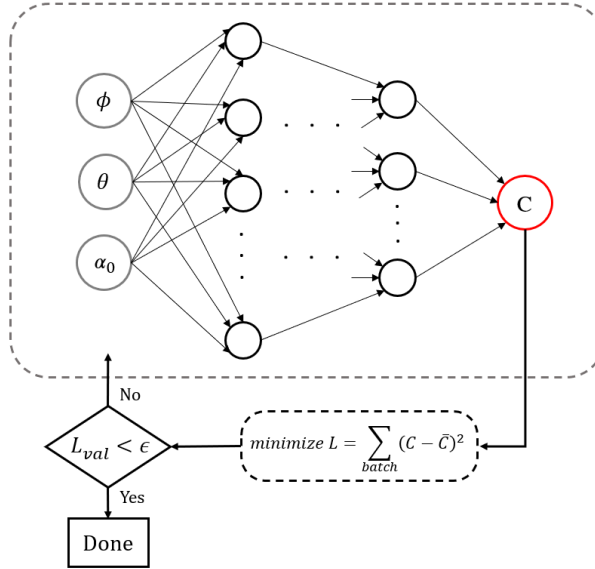 ϕ
θ
α₀
C
No
L_val < ϵ
minimize L = ∑_batch (C − C̄)²
Yes
Done